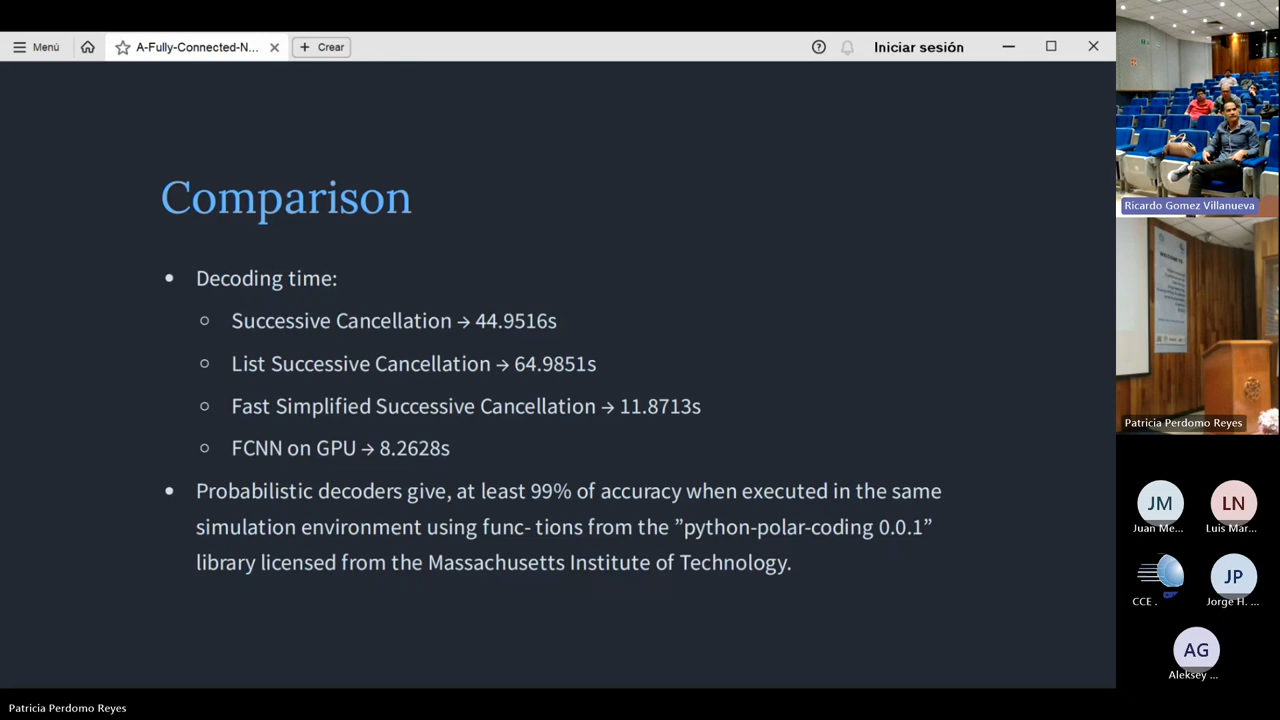 Menú
A-Fully-Connected-N...
Crear
Iniciar sesión
Comparison
Decoding time:
Successive Cancellation → 44.9516s
List Successive Cancellation → 64.9851s
Fast Simplified Successive Cancellation → 11.8713s
FCNN on GPU → 8.2628s
Probabilistic decoders give, at least 99% of accuracy when executed in the same
simulation environment using func- tions from the ”python-polar-coding 0.0.1”
library licensed from the Massachusetts Institute of Technology.
Ricardo Gomez Villanueva
WELCOME TO
Patricia Perdomo Reyes
JM
LN
Juan Me...
Luis Mar...
JP
CCE .
Jorge H. ...
AG
Aleksey ...
Patricia Perdomo Reyes